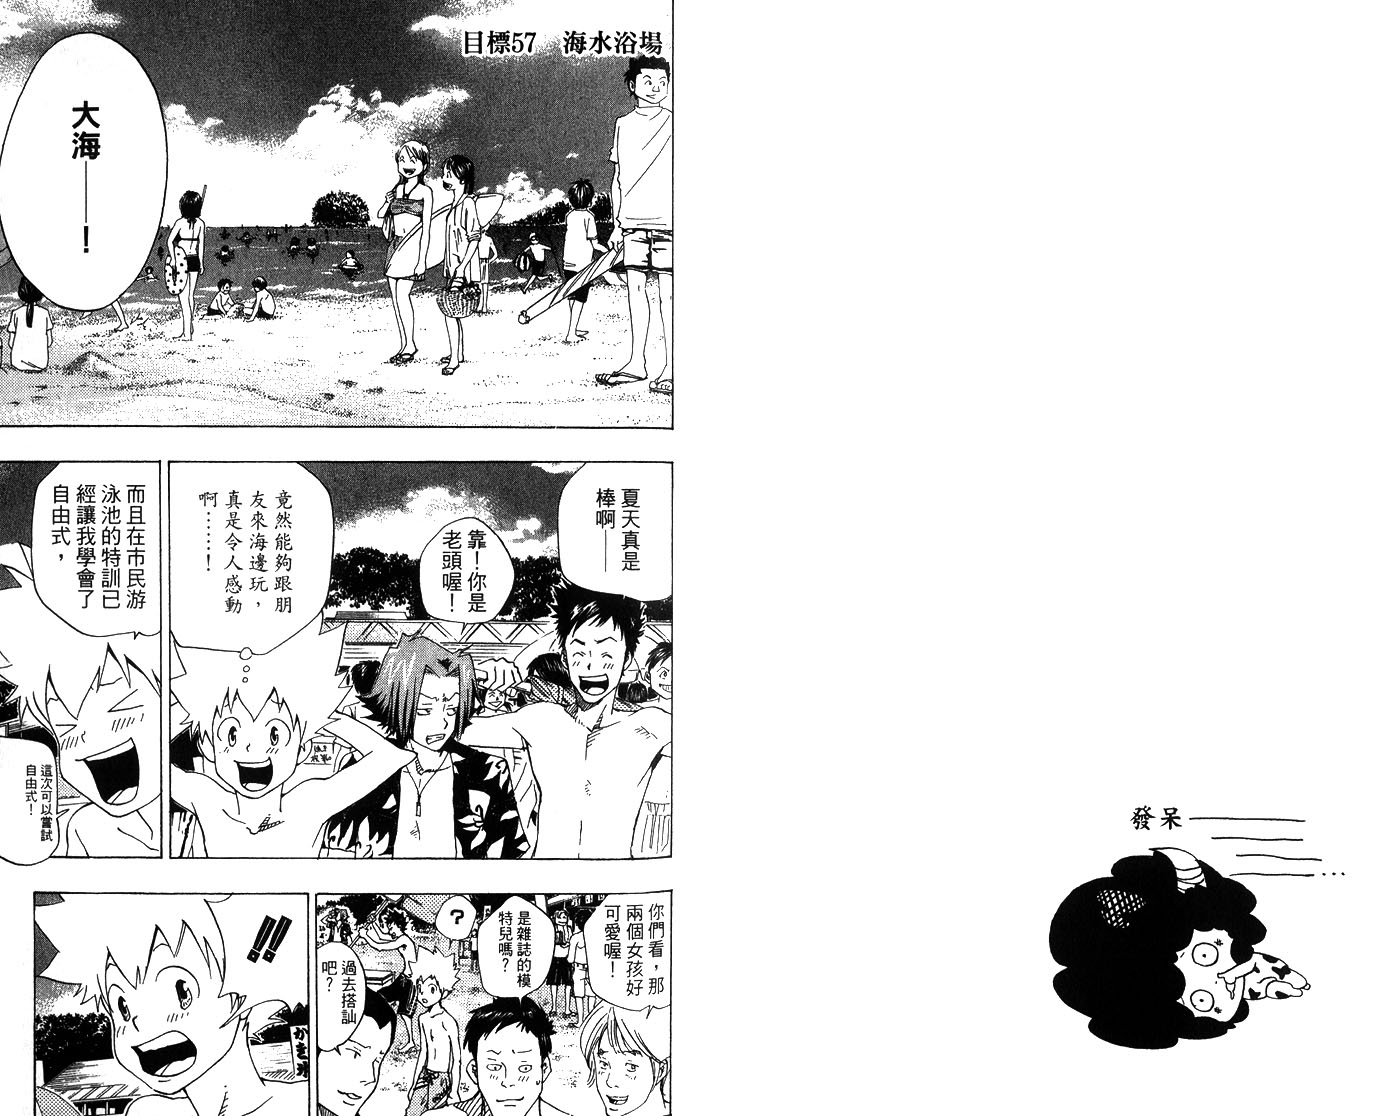 發呆
…
目標57　海水浴場
大海——！
夏天真是
棒啊——
靠！你是
老頭喔！
竟然能夠跟朋
友來海邊玩，
真是令人感動
啊……！
而且在市民游
泳池的特訓已
經讓我學會了
自由式，
這次可以嘗試
自由式！
你們看，那
兩個女孩好
可愛喔！
是雜誌的模
特兒嗎？
？
過去搭訕
吧？
!!!
かき氷